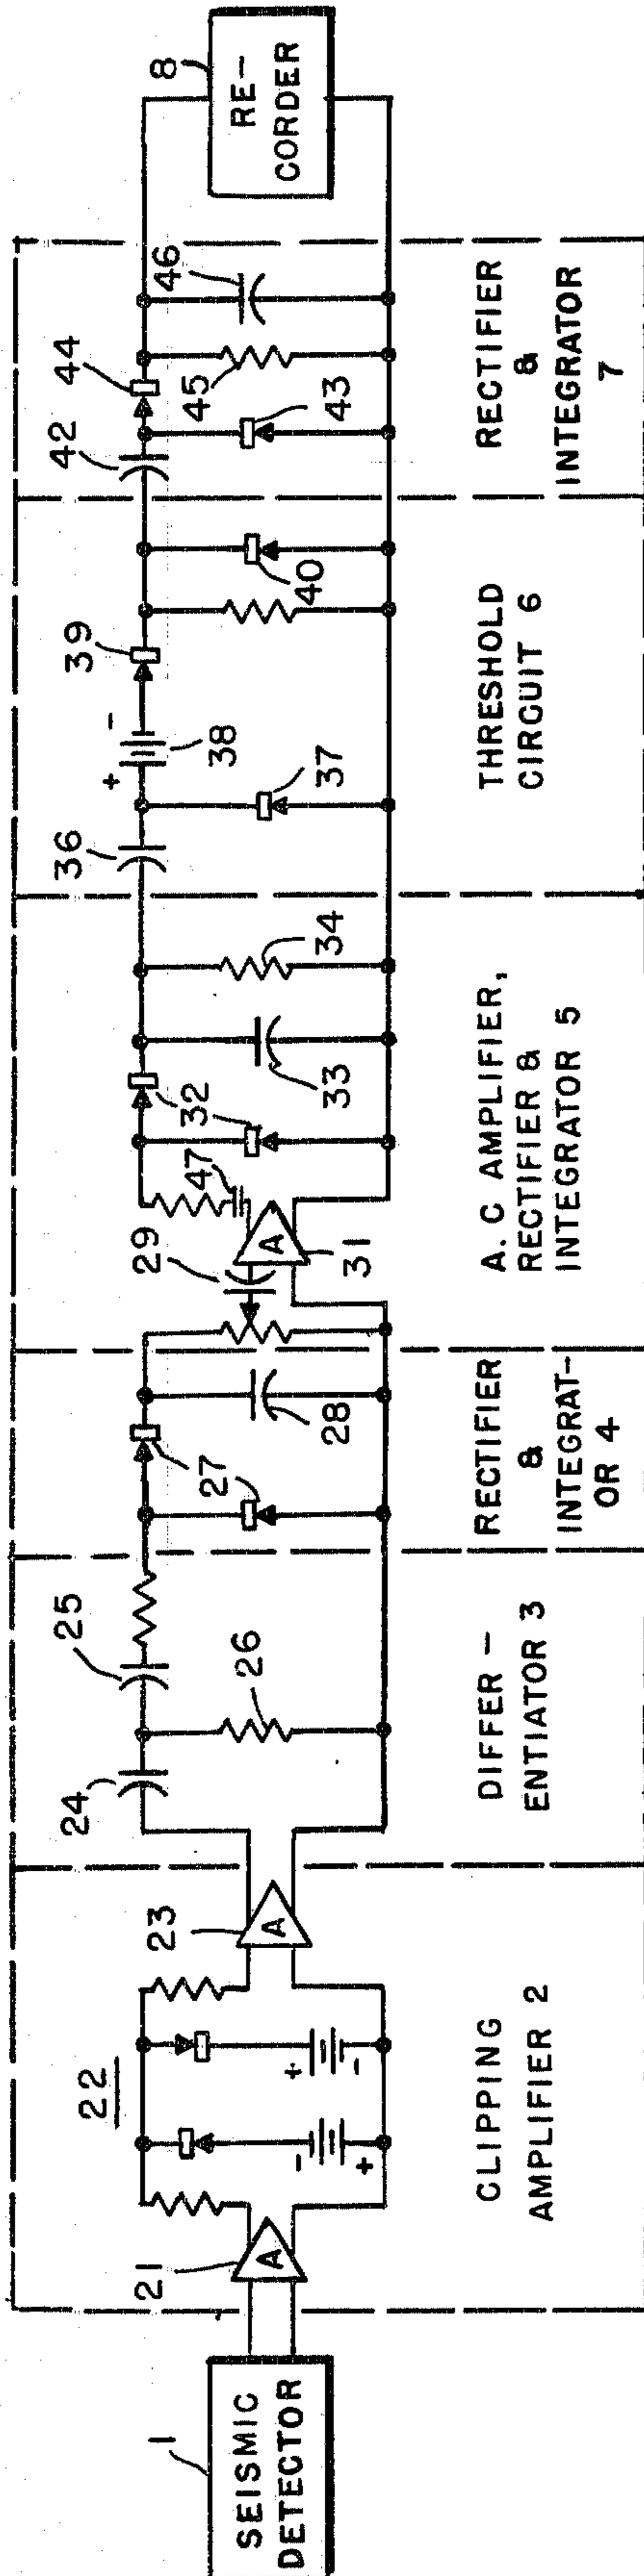 1
SEISMIC
DETECTOR
21
A
22
-
+
+
-
23
A
CLIPPING
AMPLIFIER 2
24
25
26
DIFFER-
ENTIATOR 3
27
28
RECTIFIER
&
INTEGRAT-
OR 4
29
A
31
47
32
33
34
A.C AMPLIFIER,
RECTIFIER &
INTEGRATOR 5
36
+
-
38
37
39
40
THRESHOLD
CIRCUIT 6
42
44
43
45
46
RECTIFIER
&
INTEGRATOR
7
8
RE-
CORDER